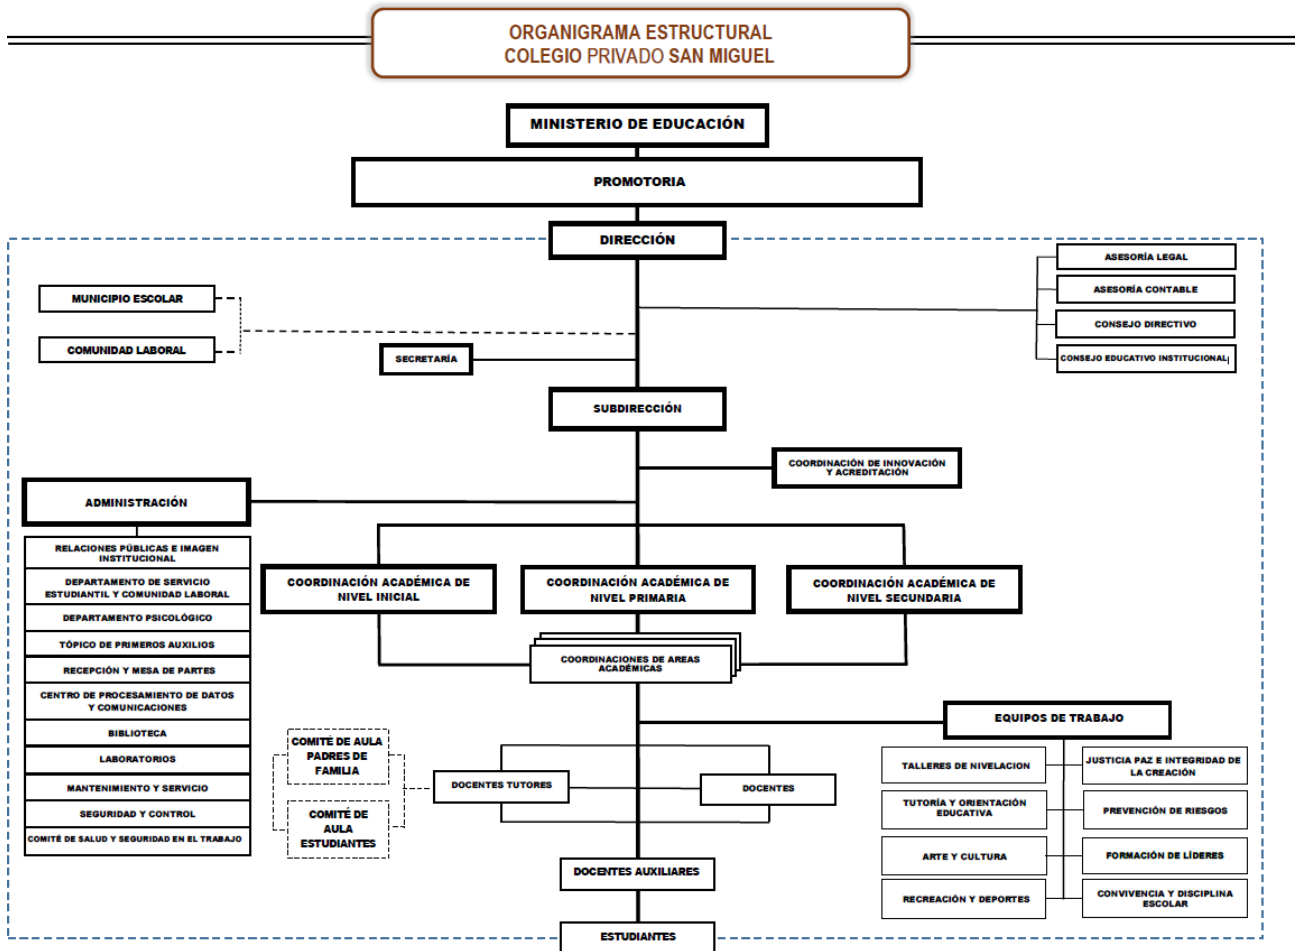 ORGANIGRAMA ESTRUCTURAL
COLEGIO PRIVADO SAN MIGUEL
MINISTERIO DE EDUCACIÓN
PROMOTORIA
DIRECCIÓN
ASESORÍA LEGAL
ASESORÍA CONTABLE
CONSEJO DIRECTIVO
CONSEJO EDUCATIVO INSTITUCIONAL
MUNICIPIO ESCOLAR
COMUNIDAD LABORAL
SECRETARÍA
SUBDIRECCIÓN
COORDINACIÓN DE INNOVACIÓN
Y ACREDITACIÓN
ADMINISTRACIÓN
RELACIONES PÚBLICAS E IMAGEN
INSTITUCIONAL
DEPARTAMENTO DE SERVICIO
ESTUDIANTIL Y COMUNIDAD LABORAL
DEPARTAMENTO PSICOLÓGICO
TÓPICO DE PRIMEROS AUXILIOS
RECEPCIÓN Y MESA DE PARTES
CENTRO DE PROCESAMIENTO DE DATOS
Y COMUNICACIONES
BIBLIOTECA
LABORATORIOS
MANTENIMIENTO Y SERVICIO
SEGURIDAD Y CONTROL
COMITÉ DE SALUD Y SEGURIDAD EN EL TRABAJO
COORDINACIÓN ACADÉMICA DE
NIVEL INICIAL
COORDINACIÓN ACADÉMICA DE
NIVEL PRIMARIA
COORDINACIÓN ACADÉMICA DE
NIVEL SECUNDARIA
COORDINACIONES DE AREAS
ACADÉMICAS
EQUIPOS DE TRABAJO
TALLERES DE NIVELACION
JUSTICIA PAZ E INTEGRIDAD DE
LA CREACIÓN
TUTORÍA Y ORIENTACIÓN
EDUCATIVA
PREVENCIÓN DE RIESGOS
ARTE Y CULTURA
FORMACIÓN DE LÍDERES
RECREACIÓN Y DEPORTES
CONVIVENCIA Y DISCIPLINA
ESCOLAR
COMITÉ DE AULA
PADRES DE
FAMILIA
COMITÉ DE
AULA
ESTUDIANTES
DOCENTES TUTORES
DOCENTES
DOCENTES AUXILIARES
ESTUDIANTES